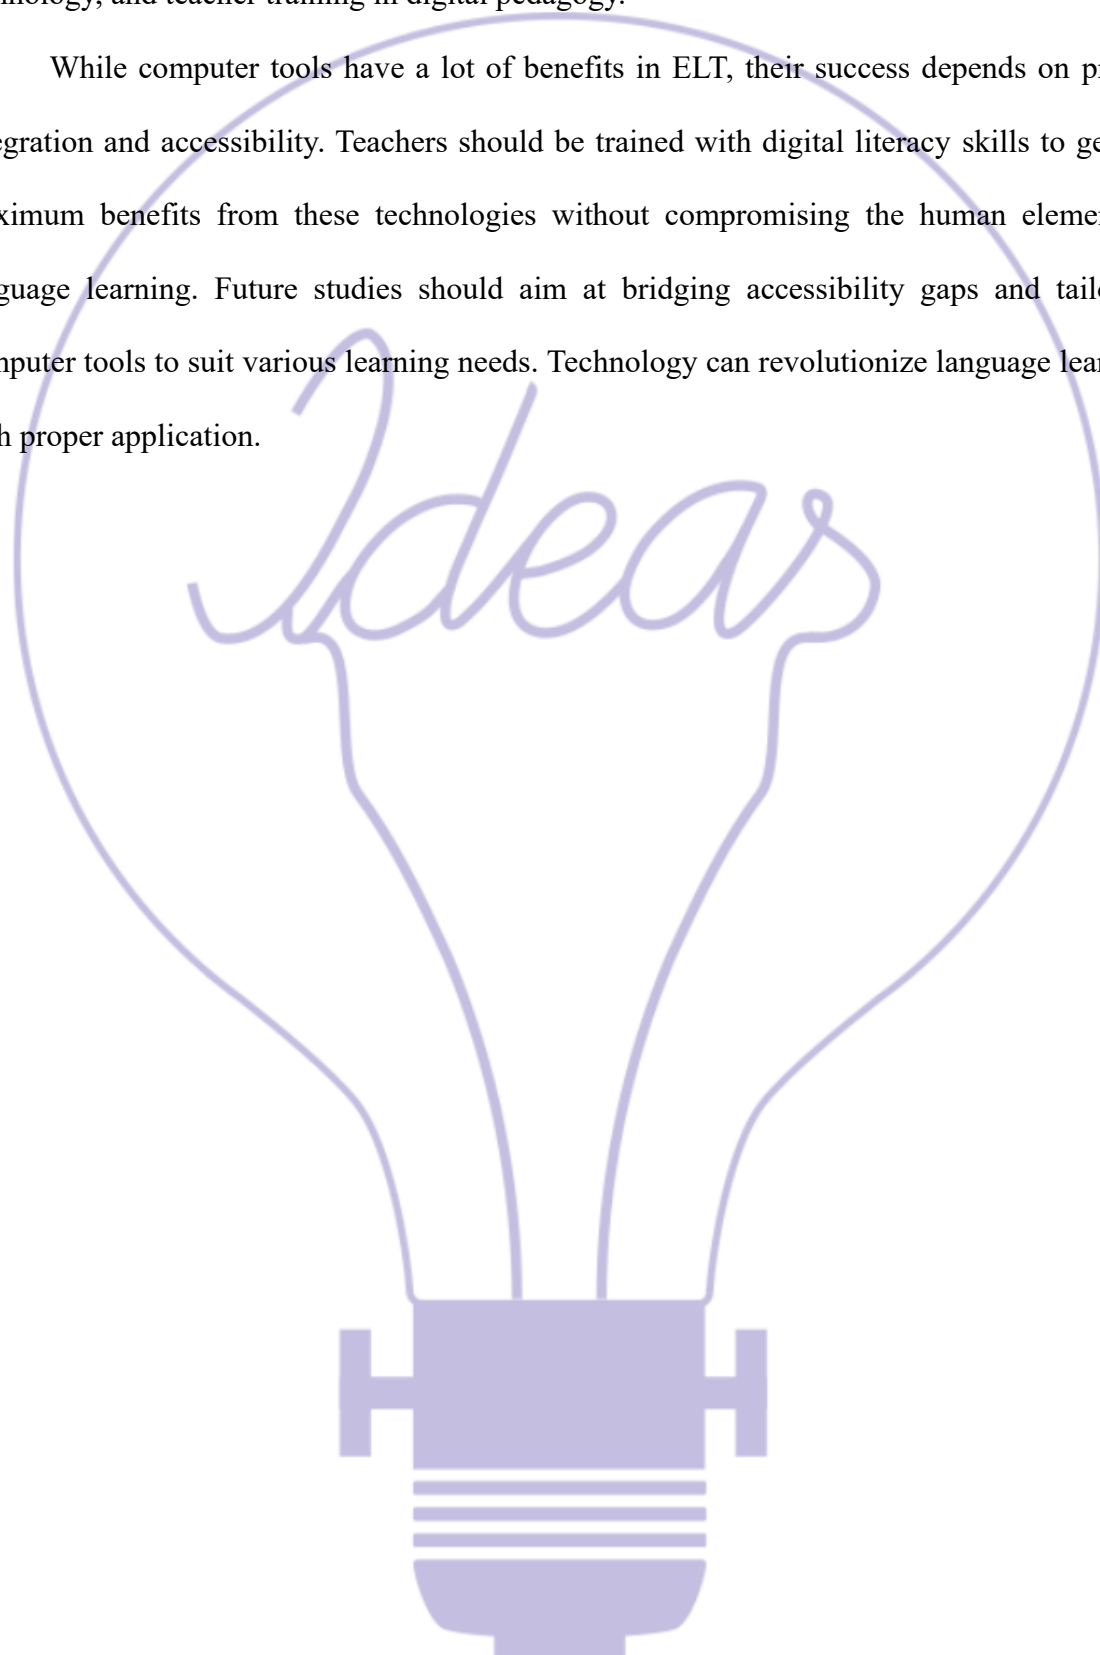 nology, and teacher training in digital pedagogy.
While computer tools have a lot of benefits in ELT, their success depends on pr
egration and accessibility. Teachers should be trained with digital literacy skills to ge
ximum benefits from these technologies without compromising the human elemen
guage learning. Future studies should aim at bridging accessibility gaps and tailo
mputer tools to suit various learning needs. Technology can revolutionize language lear
h proper application.
Ideas